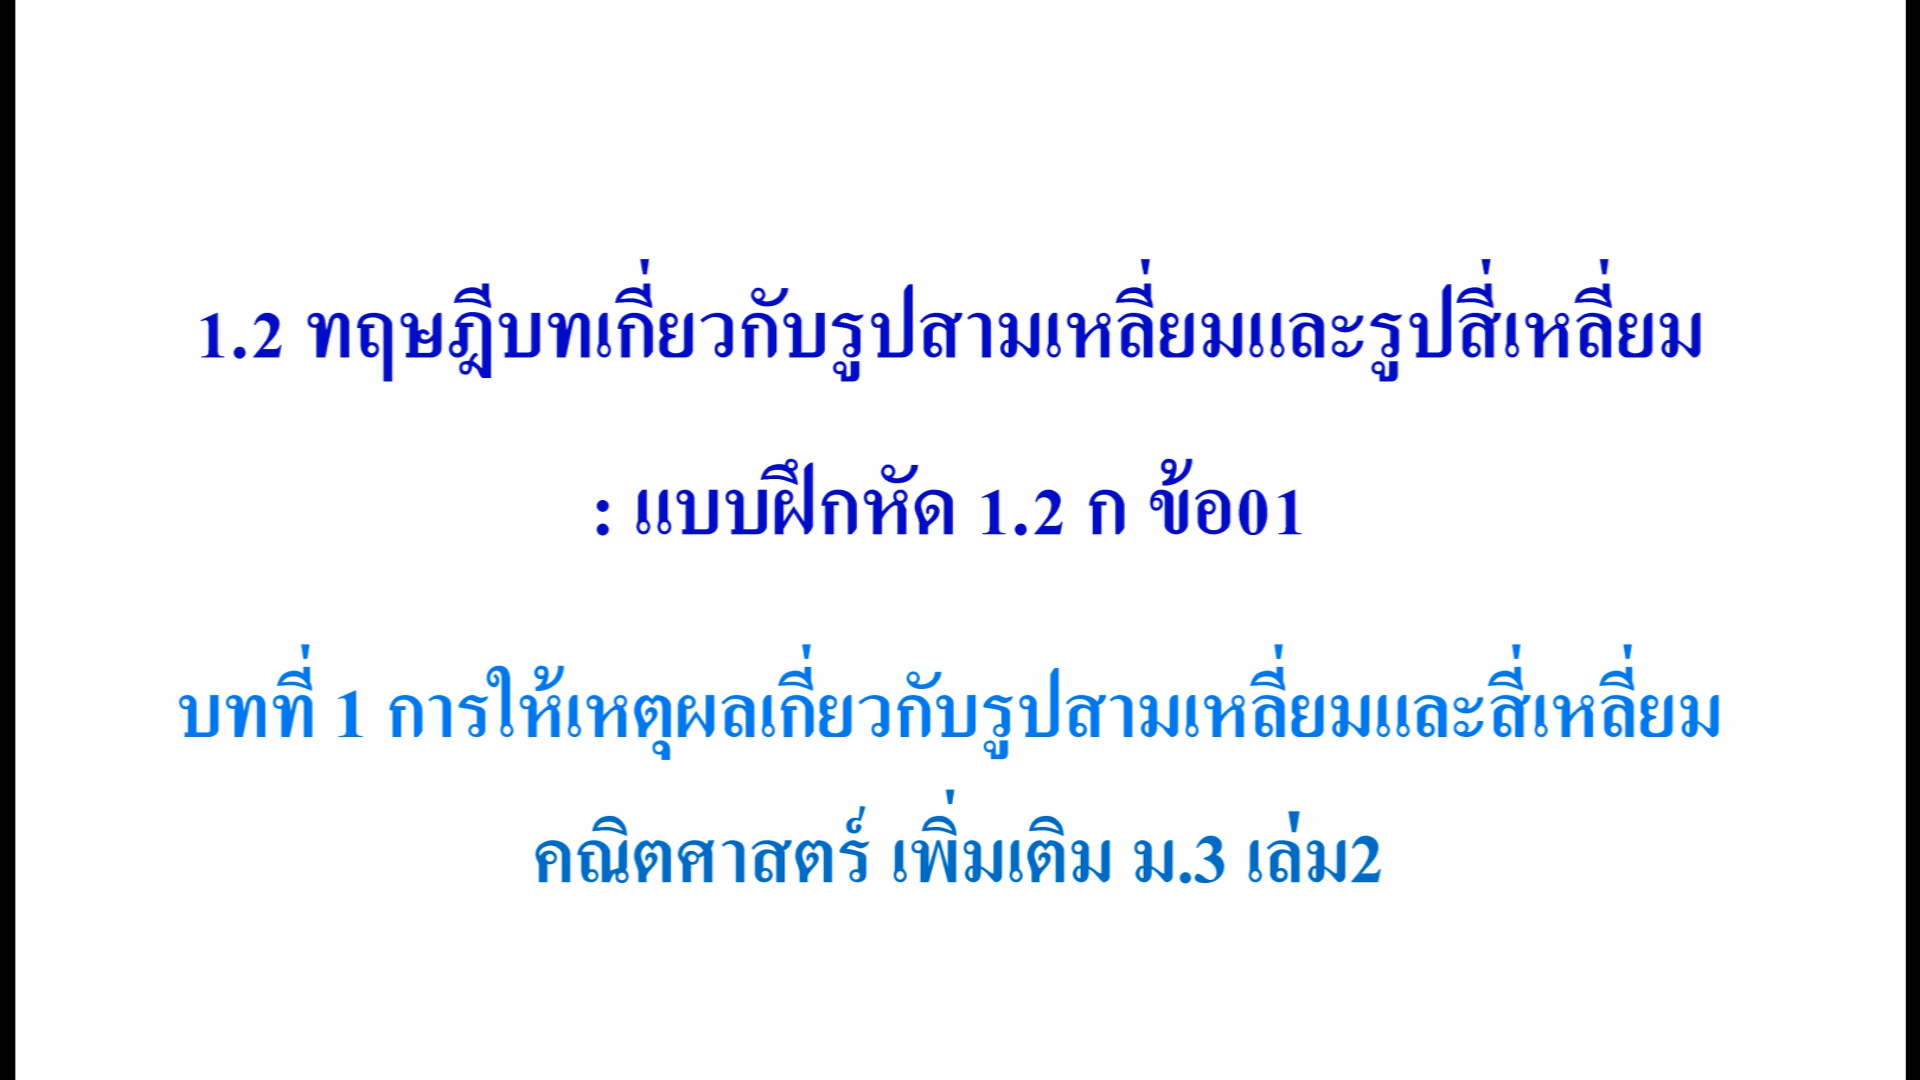 1.2 ทฤษฎีบทเกี่ยวกับรูปสามเหลี่ยมและรูปสี่เหลี่ยม
: แบบฝึกหัด 1.2 ก ข้อ01
บทที่ 1 การให้เหตุผลเกี่ยวกับรูปสามเหลี่ยมและสี่เหลี่ยม
คณิตศาสตร์ เพิ่มเติม ม.3 เล่ม2